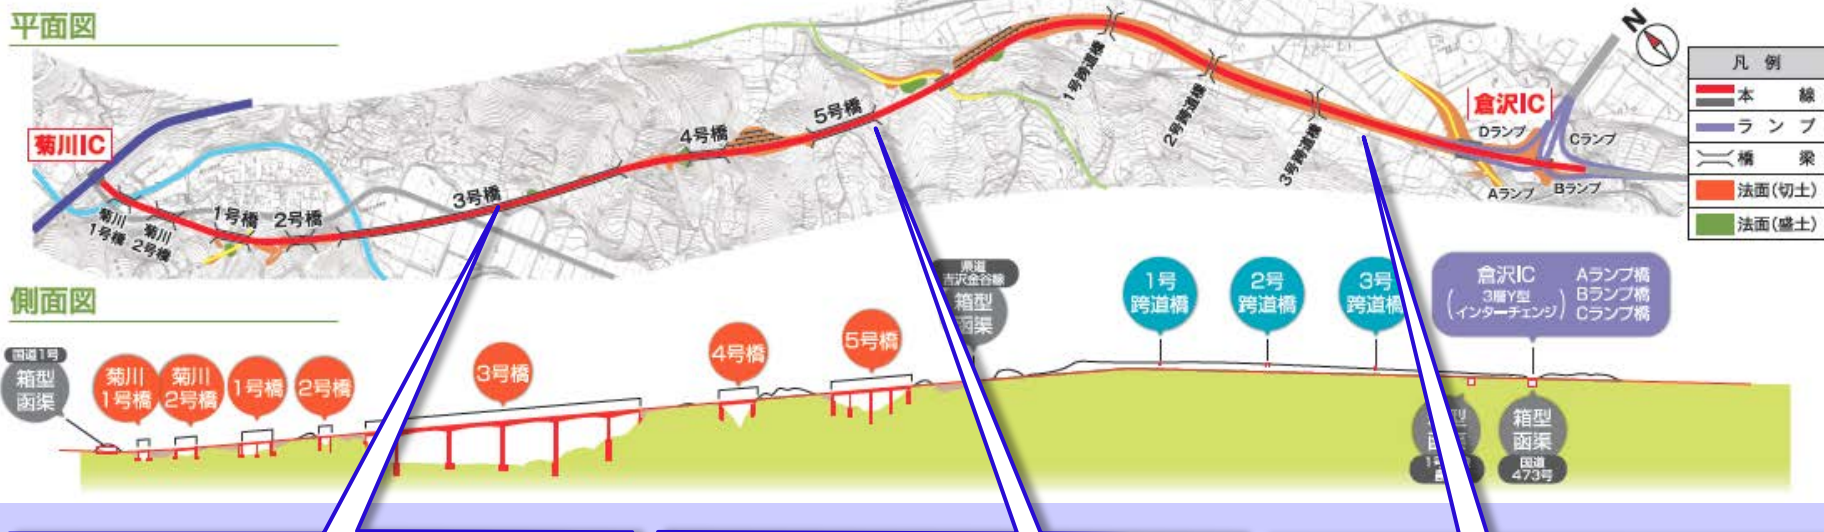 平面図
N
凡 例
本 線
ランプ
橋 梁
法面(切土)
法面(盛土)
菊川IC
菊川
1号橋
菊川
2号橋
1号橋
2号橋
3号橋
4号橋
5号橋
1号跨道橋
2号跨道橋
3号跨道橋
倉沢IC
Dランプ
Cランプ
Aランプ
Bランプ
側面図
国道1号
箱型
函渠
菊川
1号橋
菊川
2号橋
1号橋
2号橋
3号橋
4号橋
5号橋
県道
吉沢金谷線
箱型
函渠
1号
跨道橋
2号
跨道橋
3号
跨道橋
倉沢IC
(3層Y型
インターチェンジ)
Aランプ橋
Bランプ橋
Cランプ橋
箱型
函渠
国道
473号